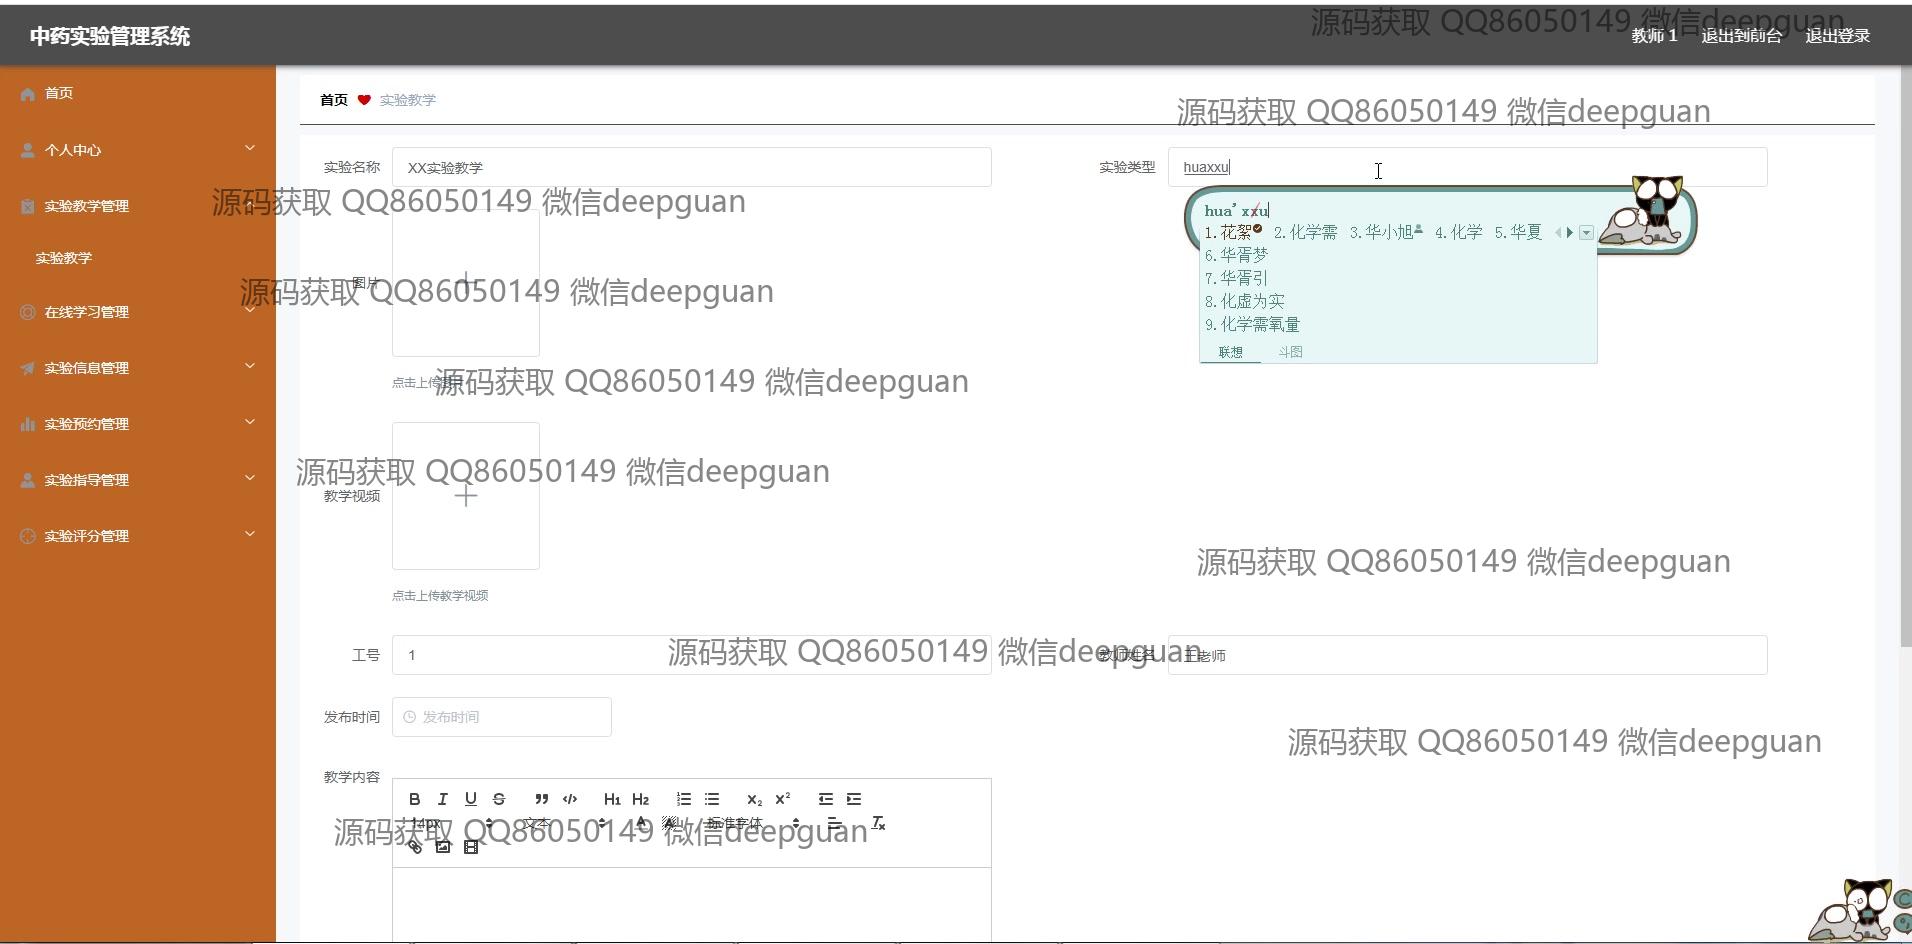 中药实验管理系统
源码获取 QQ86050149 微信deepguan
教师 1 退出到前台 退出登录
首页
首页 实验教学
源码获取 QQ86050149 微信deepguan
个人中心
实验名称 XX实验教学
实验类型 huaxxu
实验教学管理
源码获取 QQ86050149 微信deepguan
hua'xxu
1.花絮 2.化学需 3.华小旭 4.化学 5.华夏
6.华胥梦
7.华胥引
8.化虚为实
9.化学需氧量
联想 斗图
实验教学
图片
源码获取 QQ86050149 微信deepguan
在线学习管理
实验信息管理
点击上传图片
源码获取 QQ86050149 微信deepguan
实验预约管理
实验指导管理
源码获取 QQ86050149 微信deepguan
教学视频
实验评分管理
源码获取 QQ86050149 微信deepguan
点击上传教学视频
工号 1
源码获取 QQ86050149 微信deepguan
教师姓名 王老师
发布时间 发布时间
源码获取 QQ86050149 微信deepguan
教学内容
B I U S H1 H2 x2 x2
14px 文本 A A 标准字体 Tx
源码获取 QQ86050149 微信deepguan